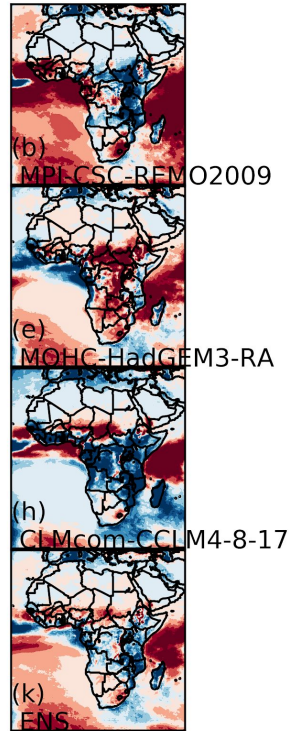 (b)
MPI-CSC-REMO2009
(e)
MOHC-HadGEM3-RA
(h)
CLMcom-CCLM4-8-17
(k)
ENS